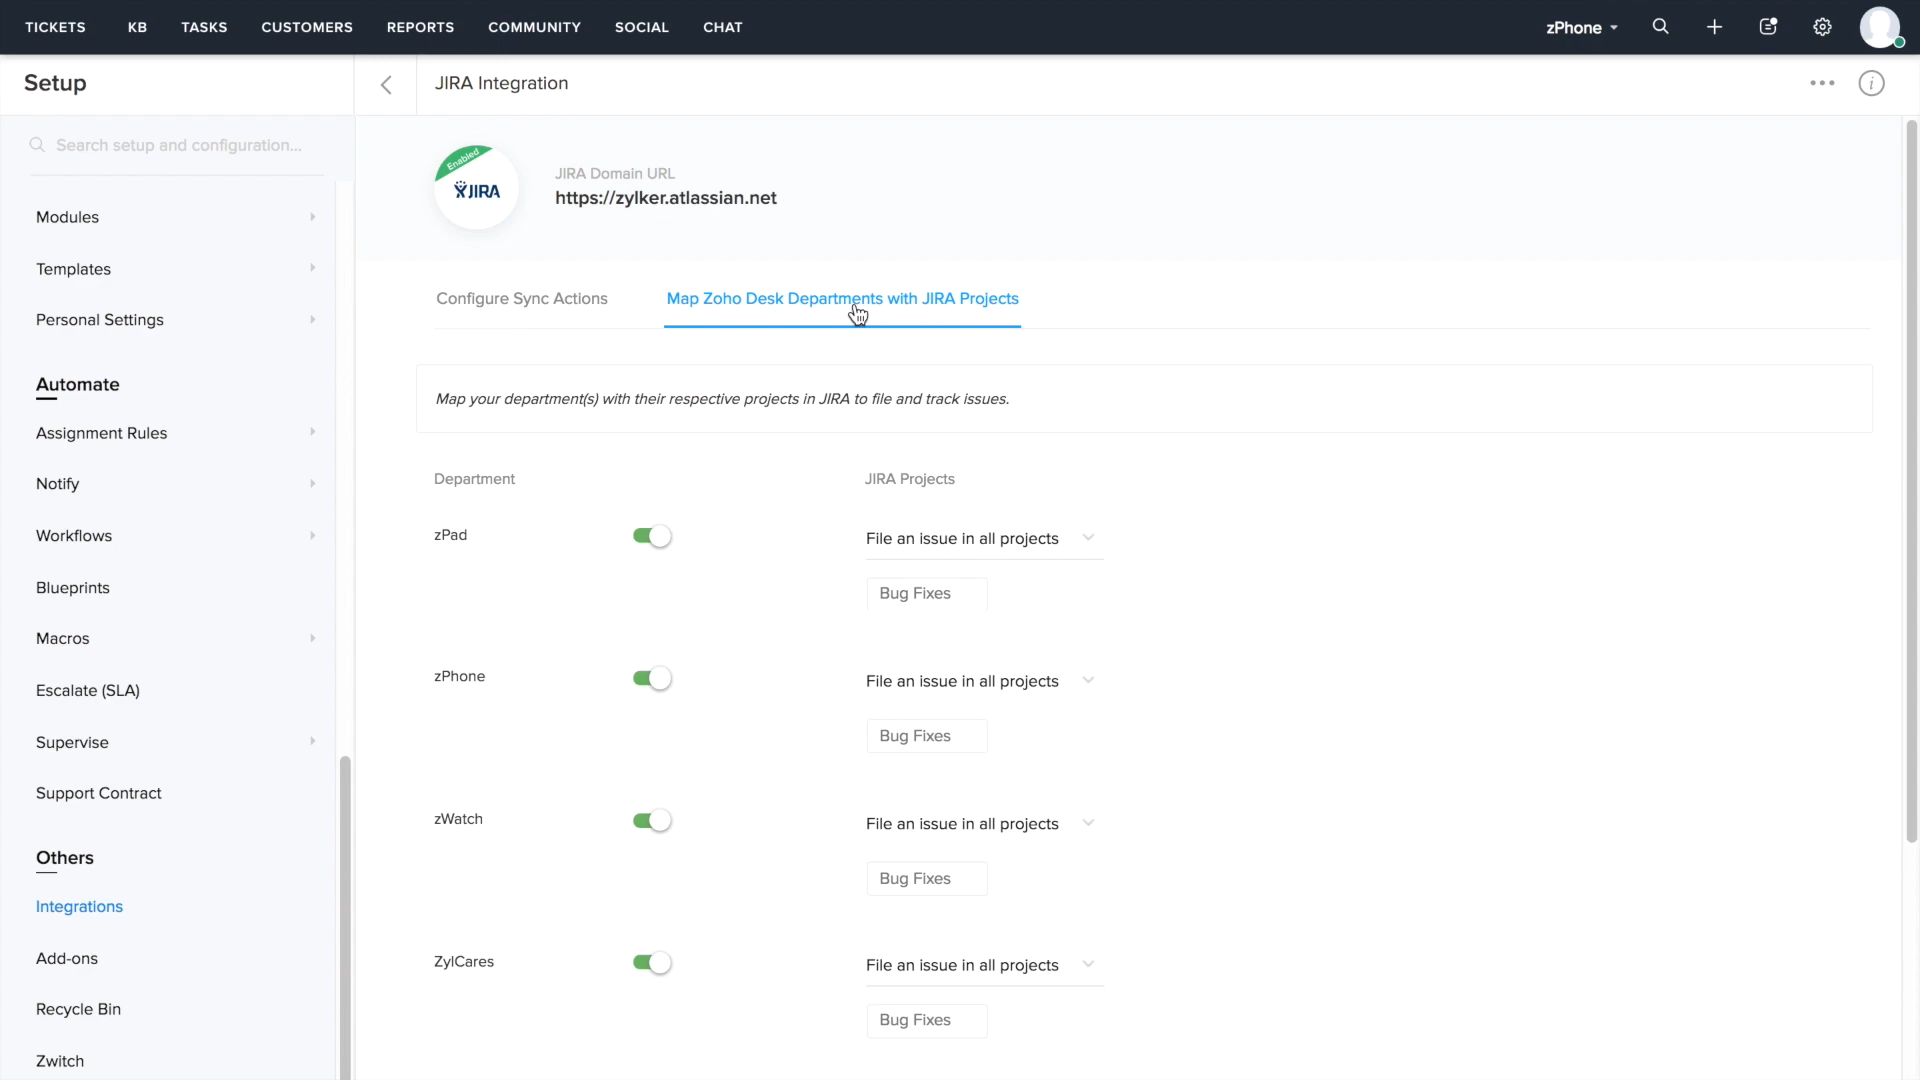 TICKETS KB TASKS CUSTOMERS REPORTS COMMUNITY SOCIAL CHAT zPhone
Setup
JIRA Integration
Search setup and configuration...
Enabled
JIRA
JIRA Domain URL
https://zylker.atlassian.net
Modules
Templates
Personal Settings
Automate
Assignment Rules
Notify
Workflows
Blueprints
Macros
Escalate (SLA)
Supervise
Support Contract
Others
Integrations
Add-ons
Recycle Bin
Zwitch
Configure Sync Actions
Map Zoho Desk Departments with JIRA Projects
Map your department(s) with their respective projects in JIRA to file and track issues.
Department JIRA Projects
zPad File an issue in all projects
Bug Fixes
zPhone File an issue in all projects
Bug Fixes
zWatch File an issue in all projects
Bug Fixes
ZylCares File an issue in all projects
Bug Fixes